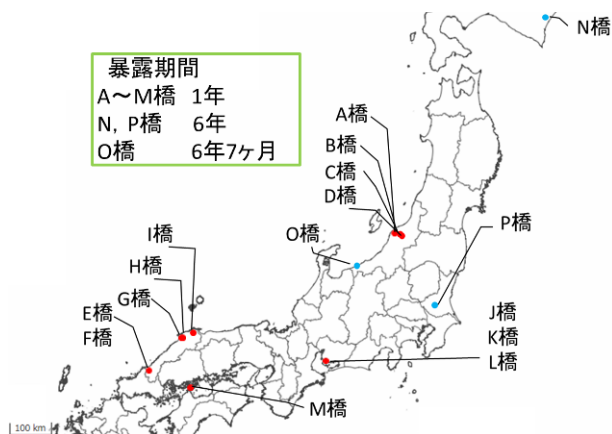 暴露期間
A～M橋 1年
N, P橋 6年
O橋 6年7ヶ月
N橋
A橋
B橋
C橋
D橋
O橋
P橋
I橋
H橋
G橋
E橋
F橋
J橋
K橋
L橋
M橋
100 km